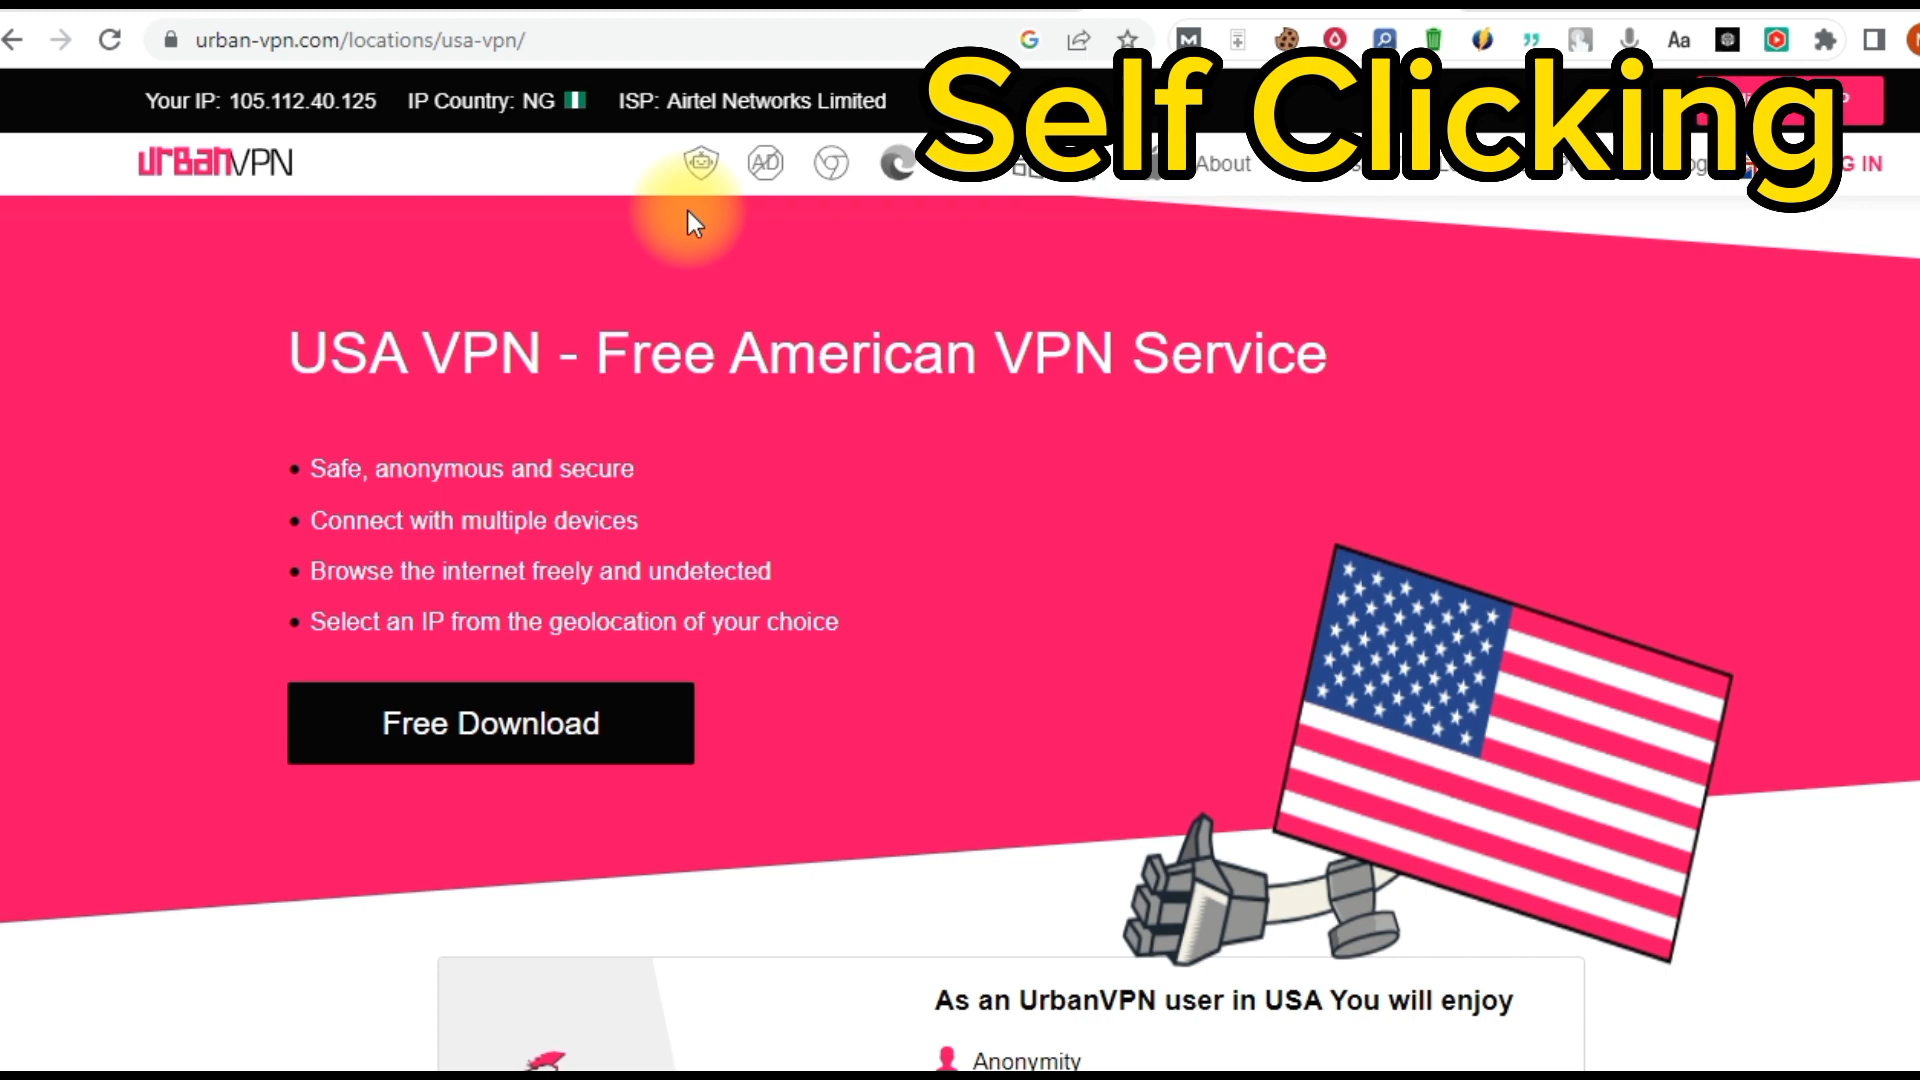 urban-vpn.com/locations/usa-vpn/
Aa
Self Clicking
Your IP: 105.112.40.125 IP Country: NG ISP: Airtel Networks Limited
urBanVPN
AD
About
G IN
USA VPN - Free American VPN Service
Safe, anonymous and secure
Connect with multiple devices
Browse the internet freely and undetected
Select an IP from the geolocation of your choice
Free Download
As an UrbanVPN user in USA You will enjoy
Anonymity